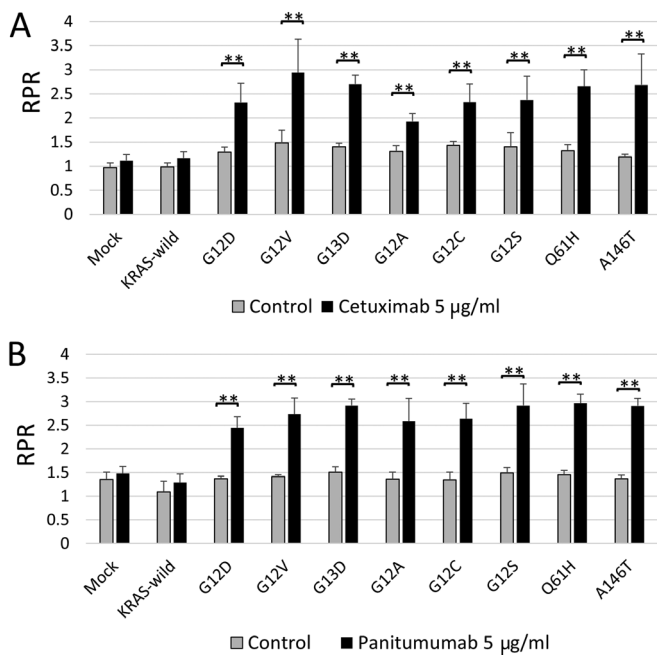 A
4
3.5
3
2.5
2
1.5
1
0.5
0
RPR
** ** ** ** ** ** ** **
Mock KRAS-wild G12D G12V G13D G12A G12C G12S Q61H A146T
Control Cetuximab 5 µg/ml
B
4
3.5
3
2.5
2
1.5
1
0.5
0
RPR
** ** ** ** ** ** ** **
Mock KRAS-wild G12D G12V G13D G12A G12C G12S Q61H A146T
Control Panitumumab 5 µg/ml